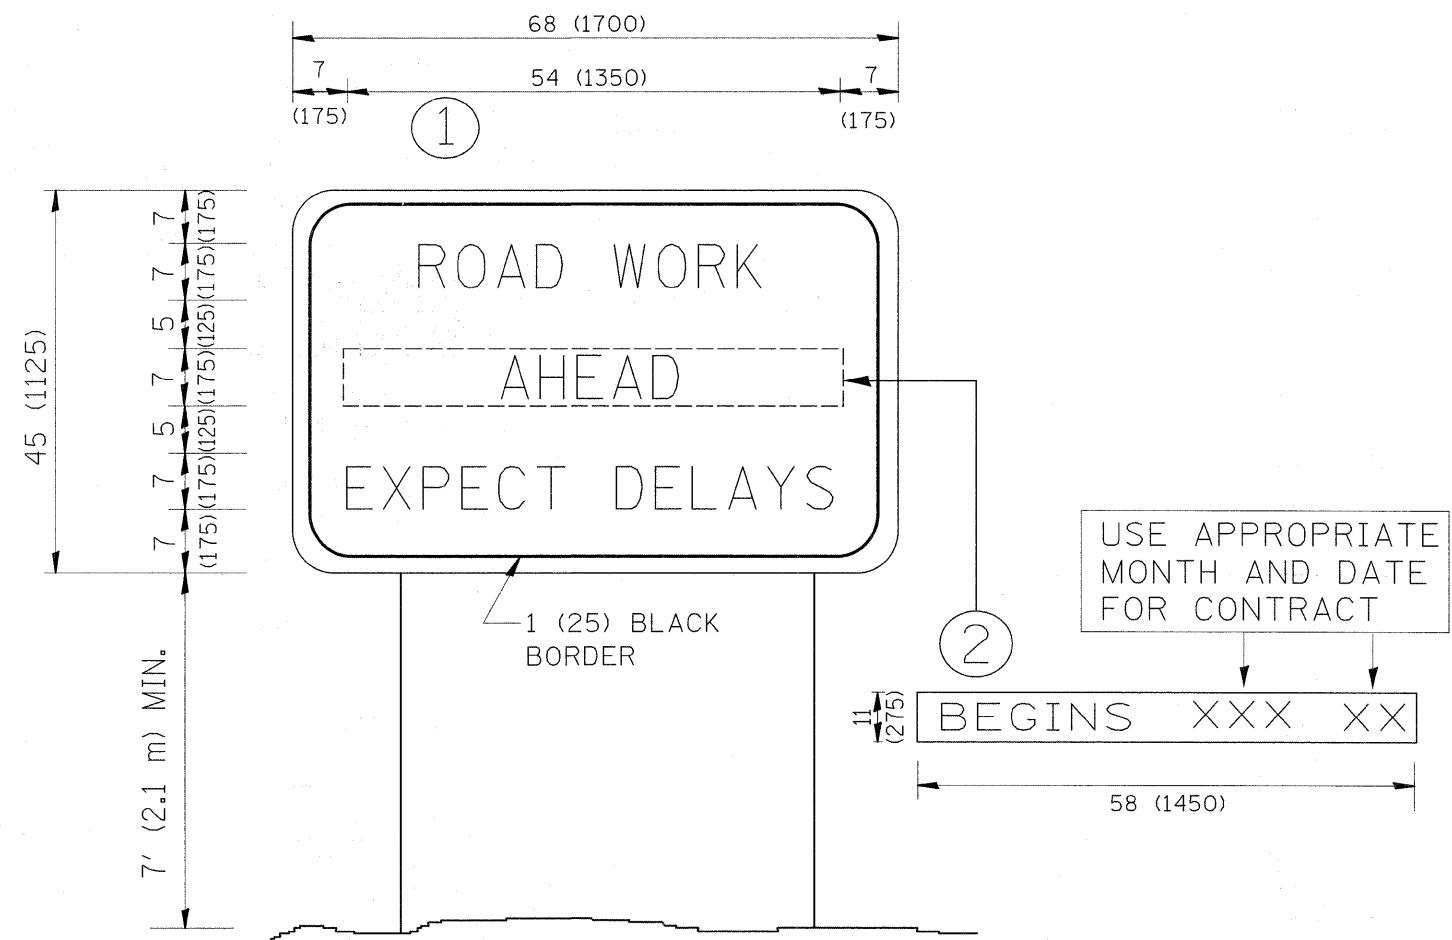 68 (1700)
7
54 (1350)
7
(175)
(175)
1
45 (1125)
7
(175)
7
(175)
5
(125)
7
(175)
5
(125)
7
(175)
7
(175)
ROAD WORK
AHEAD
EXPECT DELAYS
1 (25) BLACK
BORDER
7' (2.1 m) MIN.
2
USE APPROPRIATE
MONTH AND DATE
FOR CONTRACT
11
(275)
BEGINS XXX XX
58 (1450)